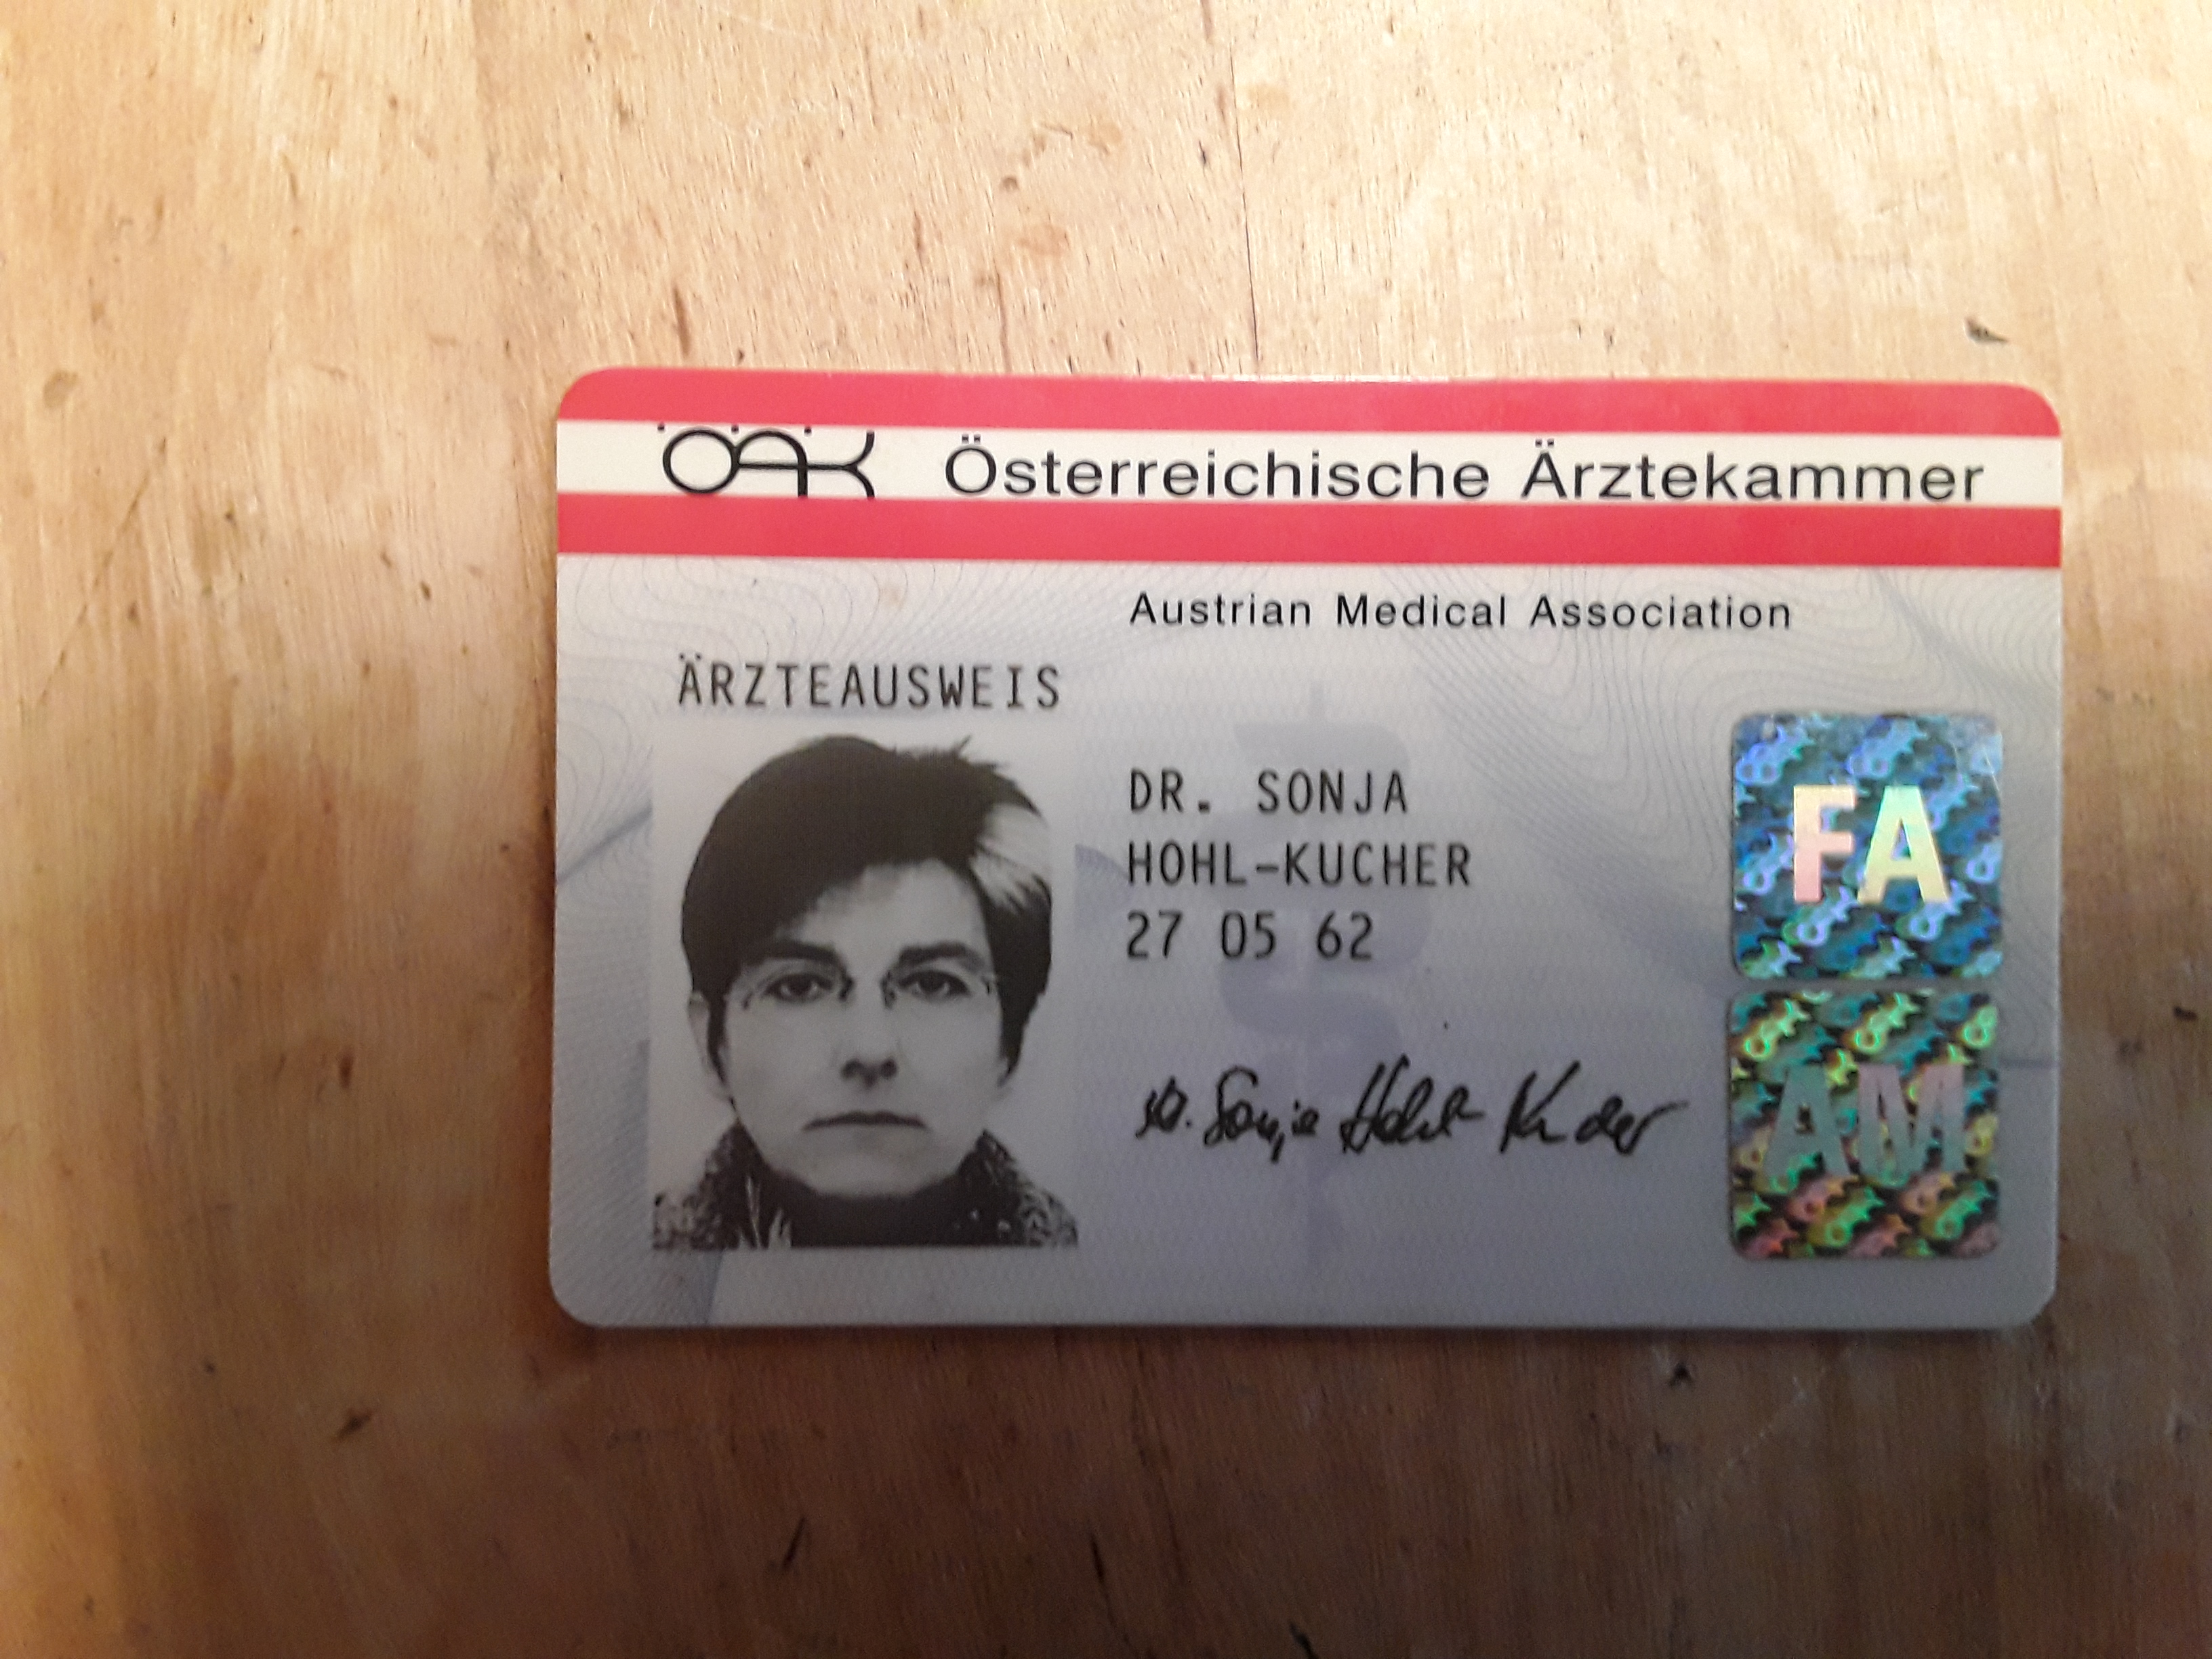 ÖÄK Österreichische Ärztekammer
Austrian Medical Association
ÄRZTEAUSWEIS
DR. SONJA
HOHL-KUCHER
27 05 62
Dr. Sonja Hohl-Kucher
FA
AM